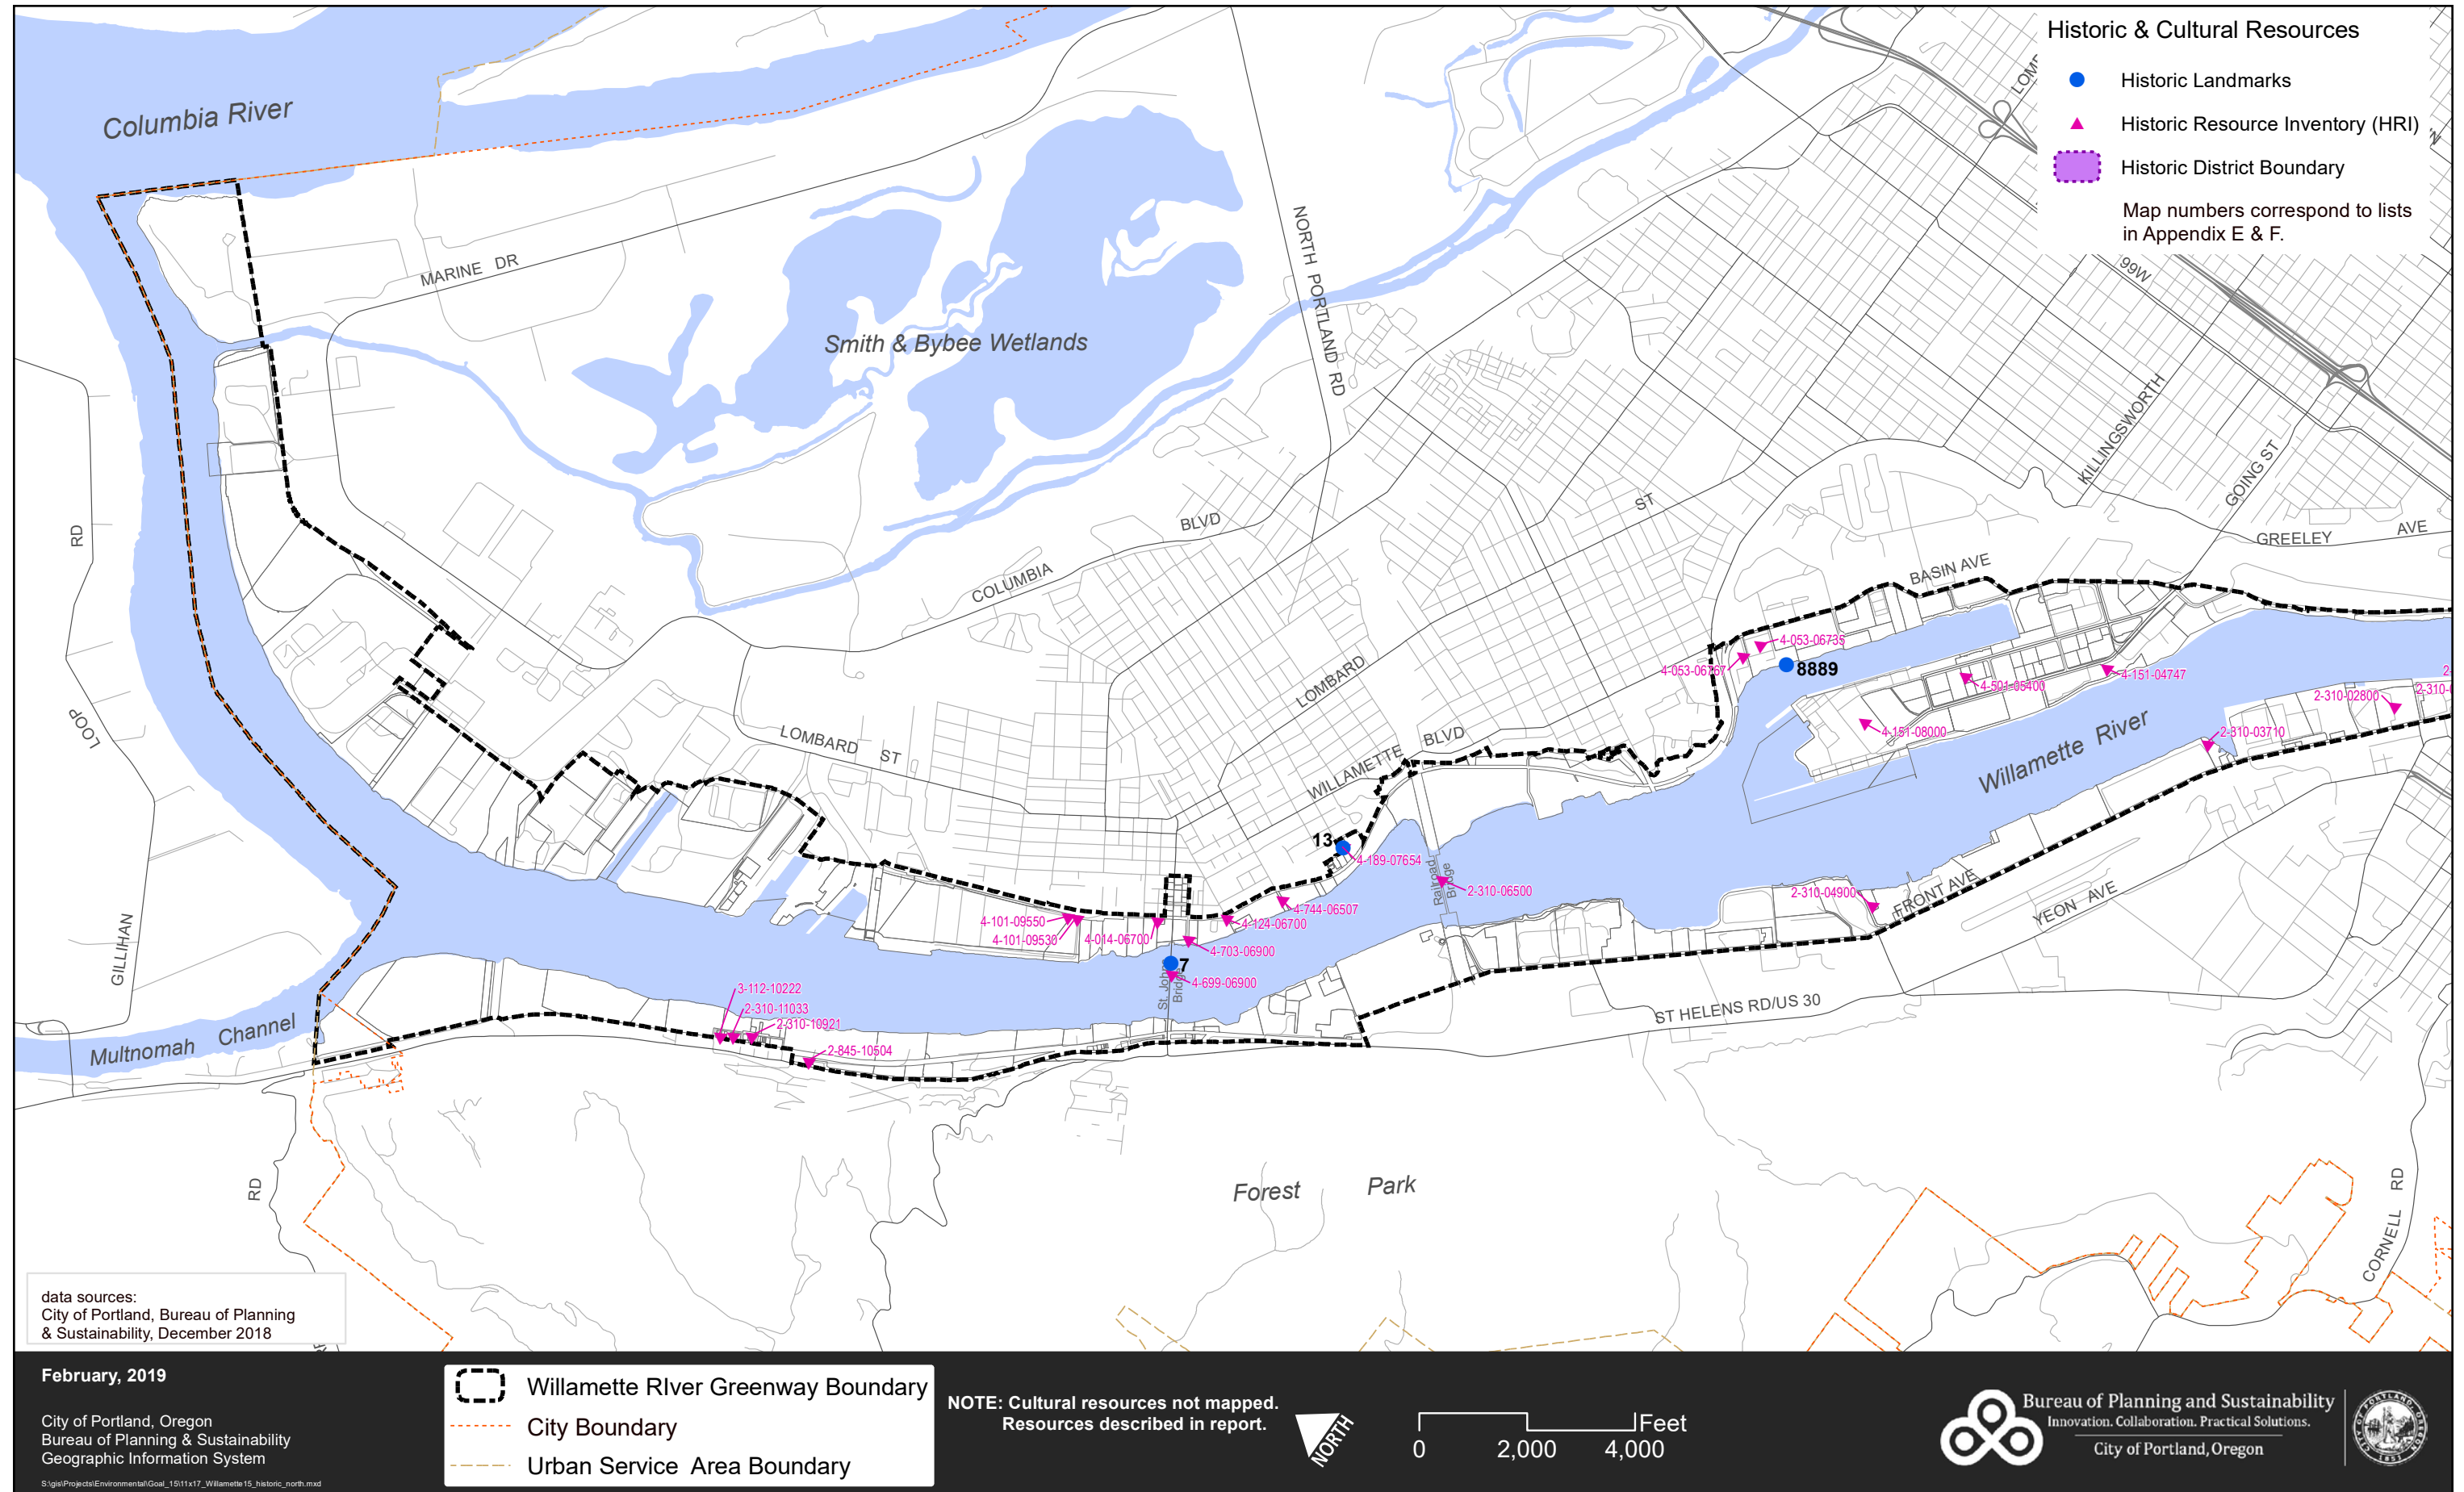 Historic & Cultural Resources
Historic Landmarks
Historic Resource Inventory (HRI)
Historic District Boundary
Map numbers correspond to lists
in Appendix E & F.
Columbia River
MARINE DR
Smith & Bybee Wetlands
NORTH PORTLAND RD
99W
KILLINGSWORTH
GOING ST
GREELEY AVE
BASIN AVE
RD
LOOP
GILLIHAN
COLUMBIA BLVD
ST
LOMBARD
LOMBARD ST
WILLAMETTE BLVD
4-053-06735
4-053-06767
8889
4-501-05400
4-151-04747
4-151-08000
2-310-02800
2-310-03710
Willamette River
13
4-189-07654
Railroad
Bridge
2-310-06500
2-310-04900
FRONT AVE
YEON AVE
4-744-06507
4-124-06700
4-101-09550
4-101-09530
4-014-06700
4-703-06900
7
4-699-06900
3-112-10222
2-310-11033
2-310-10921
2-845-10504
Multnomah Channel
ST HELENS RD/US 30
Forest Park
RD
CORNELL RD
data sources:
City of Portland, Bureau of Planning
& Sustainability, December 2018
February, 2019
City of Portland, Oregon
Bureau of Planning & Sustainability
Geographic Information System
S:\gis\Projects\Environmental\Goal_15\11x17_Willamette15_historic_north.mxd
Willamette RIver Greenway Boundary
City Boundary
Urban Service Area Boundary
NOTE: Cultural resources not mapped.
Resources described in report.
NORTH
Feet
0 2,000 4,000
Bureau of Planning and Sustainability
Innovation. Collaboration. Practical Solutions.
City of Portland, Oregon